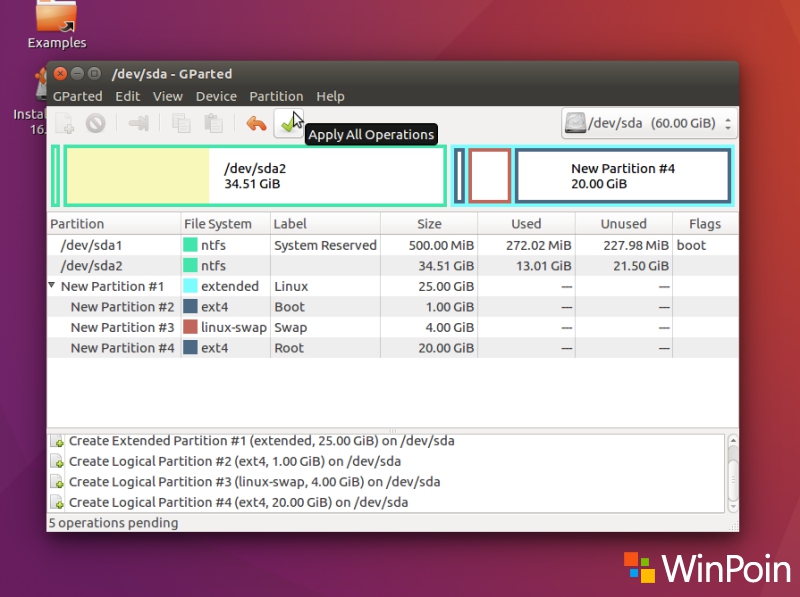 Examples
Instal
16.
/dev/sda - GParted
GParted Edit View Device Partition Help
/dev/sda (60.00 GiB)
Apply All Operations
/dev/sda2
34.51 GiB
New Partition #4
20.00 GiB
Partition File System Label Size Used Unused Flags
/dev/sda1 ntfs System Reserved 500.00 MiB 272.02 MiB 227.98 MiB boot
/dev/sda2 ntfs 34.51 GiB 13.01 GiB 21.50 GiB
New Partition #1 extended Linux 25.00 GiB --- ---
New Partition #2 ext4 Boot 1.00 GiB --- ---
New Partition #3 linux-swap Swap 4.00 GiB --- ---
New Partition #4 ext4 Root 20.00 GiB --- ---
Create Extended Partition #1 (extended, 25.00 GiB) on /dev/sda
Create Logical Partition #2 (ext4, 1.00 GiB) on /dev/sda
Create Logical Partition #3 (linux-swap, 4.00 GiB) on /dev/sda
Create Logical Partition #4 (ext4, 20.00 GiB) on /dev/sda
5 operations pending
WinPoin